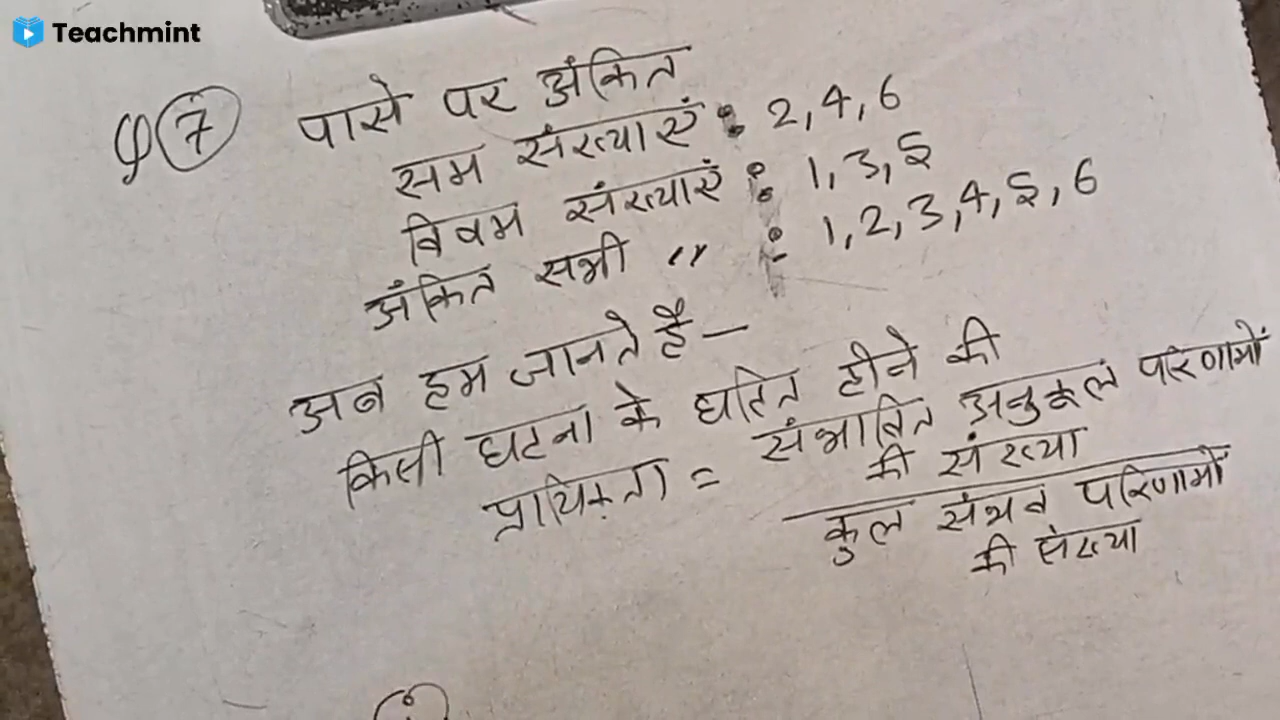 Teachmint
Q 7 पासे पर अंकित
सम संख्याएं : 2, 4, 6
विषम संख्याएं : 1, 3, 5
अंकित सभी " : 1, 2, 3, 4, 5, 6
अब हम जानते है –
किसी घटना के घटित होने की
प्रायिकता = संभावित अनुकूल परिणामों
की संख्या
कुल संभव परिणामों
की संख्या